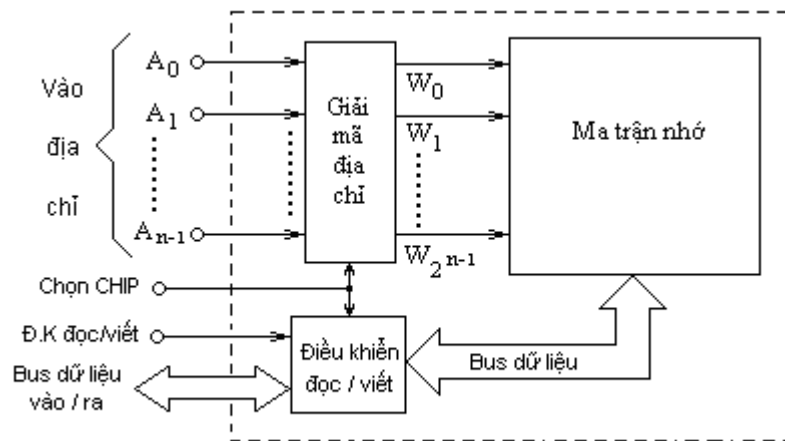 Vào
địa
chỉ
A0
A1
An-1
Giải
mã
địa
chỉ
W0
W1
W2 n-1
Ma trận nhớ
Chọn CHIP
Đ.K đọc/viết
Bus dữ liệu
vào / ra
Điều khiển
đọc / viết
Bus dữ liệu